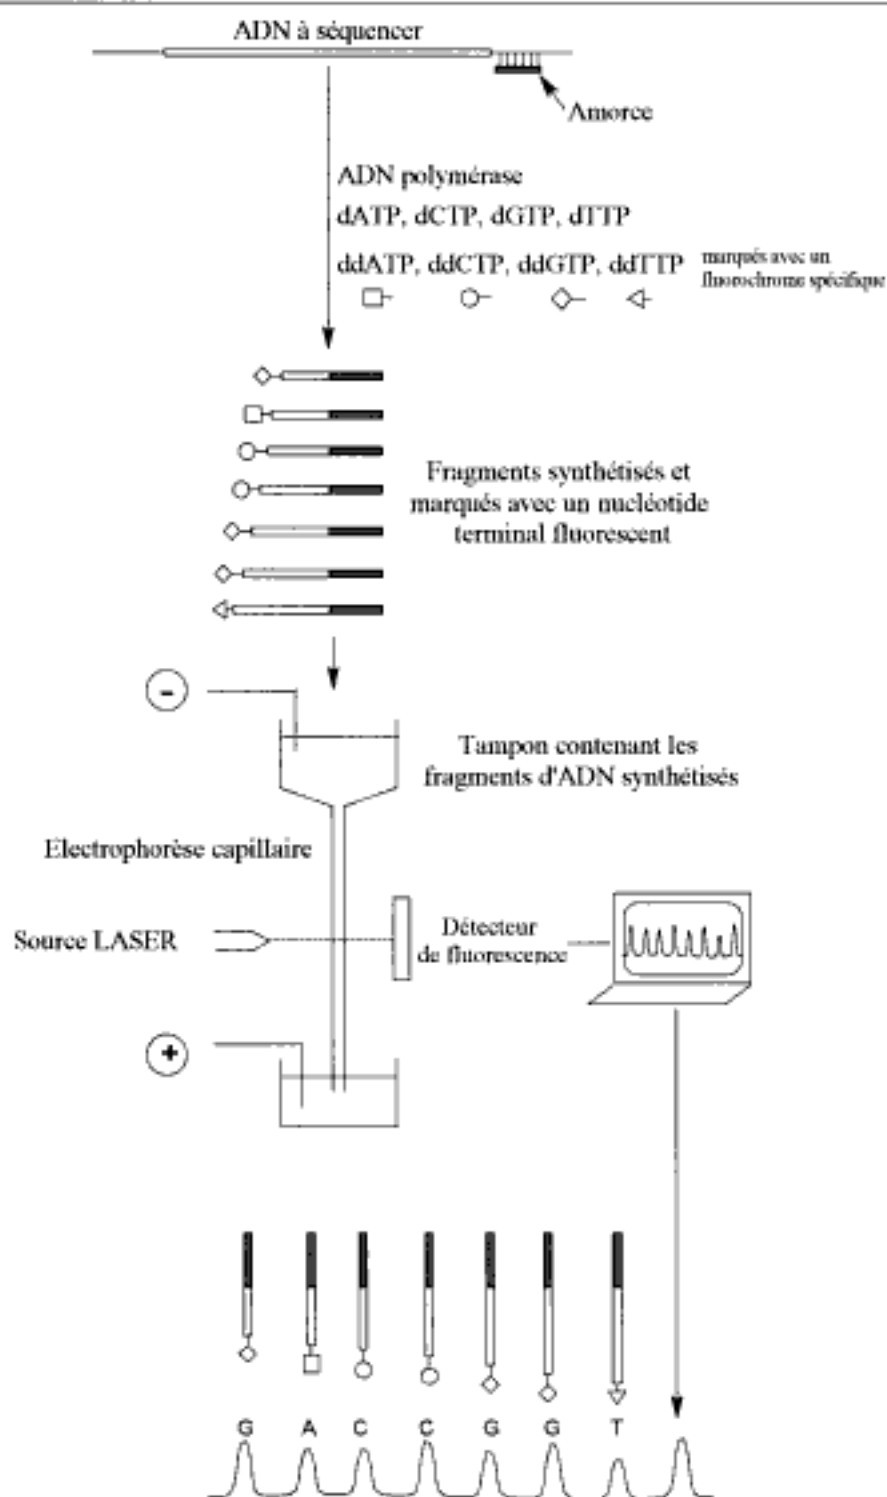 ADN à séquencer
Amorce
ADN polymérase
dATP, dCTP, dGTP, dTTP
ddATP, ddCTP, ddGTP, ddTTP
marqués avec un
fluorochrome spécifique
Fragments synthétisés et
marqués avec un nucléotide
terminal fluorescent
-
Tampon contenant les
fragments d'ADN synthétisés
Electrophorèse capillaire
Source LASER
Détecteur
de fluorescence
+
G A C C G G T